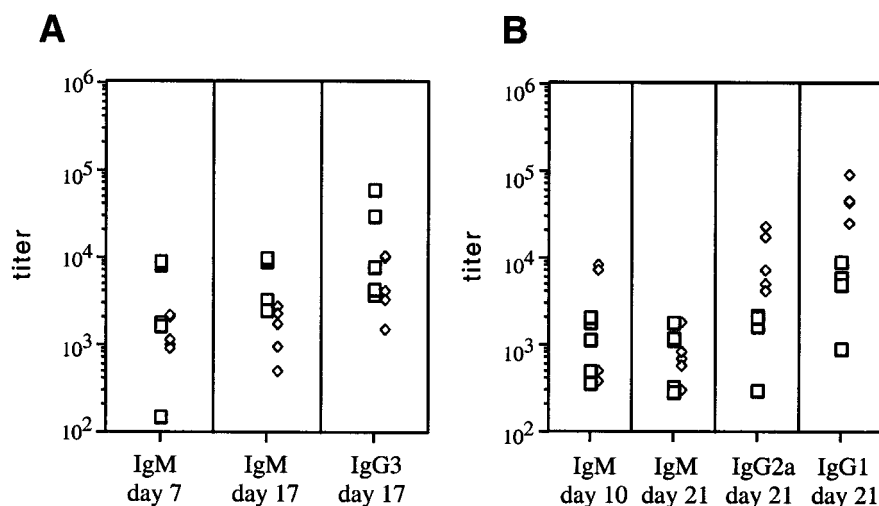 A
titer
10^6
10^5
10^4
10^3
10^2
IgM
day 7
IgM
day 17
IgG3
day 17
B
titer
10^6
10^5
10^4
10^3
10^2
IgM
day 10
IgM
day 21
IgG2a
day 21
IgG1
day 21